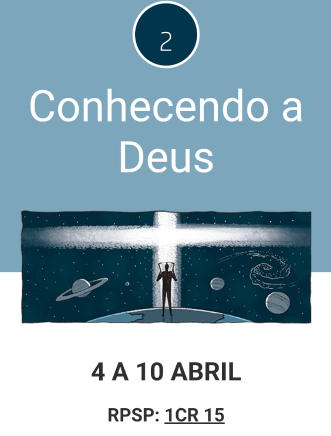 2
Conhecendo a
Deus
4 A 10 ABRIL
RPSP: 1CR 15